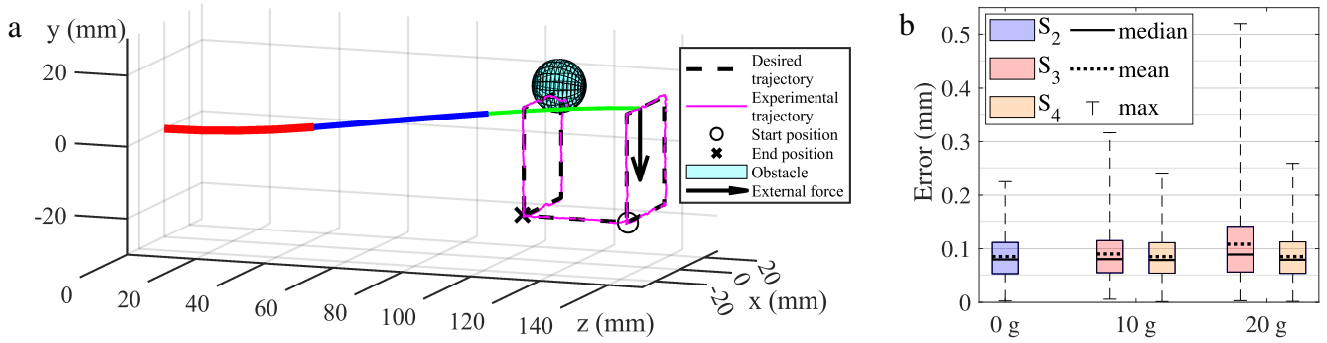 a
y (mm)
20
0
-20
0
20
40
60
80
100
120
140
z (mm)
-20
0
20
x (mm)
Desired
trajectory
Experimental
trajectory
Start position
End position
Obstacle
External force
b
Error (mm)
0.5
0.4
0.3
0.2
0.1
0
S₂ median
S₃ mean
S₄ max
0 g 10 g 20 g